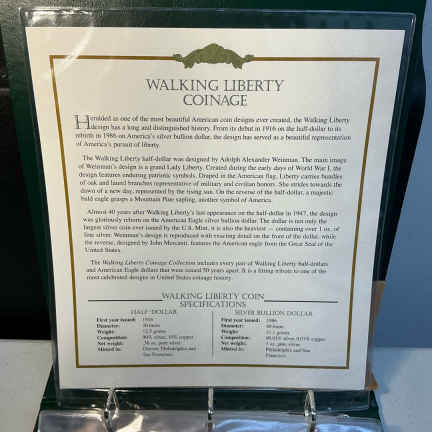 WALKING LIBERTY
COINAGE
Heralded as one of the most beautiful American coin designs ever created, the Walking Liberty
design has a long and distinguished history. From its debut in 1916 on the half-dollar to its
rebirth in 1986 on America's silver bullion dollar, the design has served as a beautiful representation
of America's pursuit of liberty.
The Walking Liberty half-dollar was designed by Adolph Alexander Weinman. The main image
of Weinman's design is a grand Lady Liberty. Created during the early days of World War I, the
design features enduring patriotic symbols. Draped in the American flag, Liberty carries bundles
of oak and laurel branches representative of military and civilian honors. She strides towards the
dawn of a new day, represented by the rising sun. On the reverse of the half-dollar, a majestic
bald eagle grasps a Mountain Pine sapling, another symbol of America.
Almost 40 years after Walking Liberty's last appearance on the half-dollar in 1947, the design
was gloriously reborn on the American Eagle silver bullion dollar. The dollar is not only the
largest silver coin ever issued by the U.S. Mint, it is also the heaviest — containing over 1 oz. of
fine silver. Weinman's design is reproduced with exacting detail on the front of the dollar, while
the reverse, designed by John Mercanti, features the American eagle from the Great Seal of the
United States.
The Walking Liberty Coinage Collection includes every pair of Walking Liberty half-dollars
and American Eagle dollars that were issued 50 years apart. It is a fitting tribute to one of the
most celebrated designs in United States coinage history.
WALKING LIBERTY COIN
SPECIFICATIONS
HALF-DOLLAR
First year issued: 1916
Diameter: 30 mm
Weight: 12.5 grams
Composition: 90% silver, 10% copper
Net weight: .36 oz. pure silver
Minted in: Denver, Philadelphia and
San Francisco
SILVER BULLION DOLLAR
First year issued: 1986
Diameter: 40 mm
Weight: 31.1 grams
Composition: 99.93% silver, 0.07% copper
Net weight: 1 oz. pure silver
Minted in: Philadelphia and San
Francisco